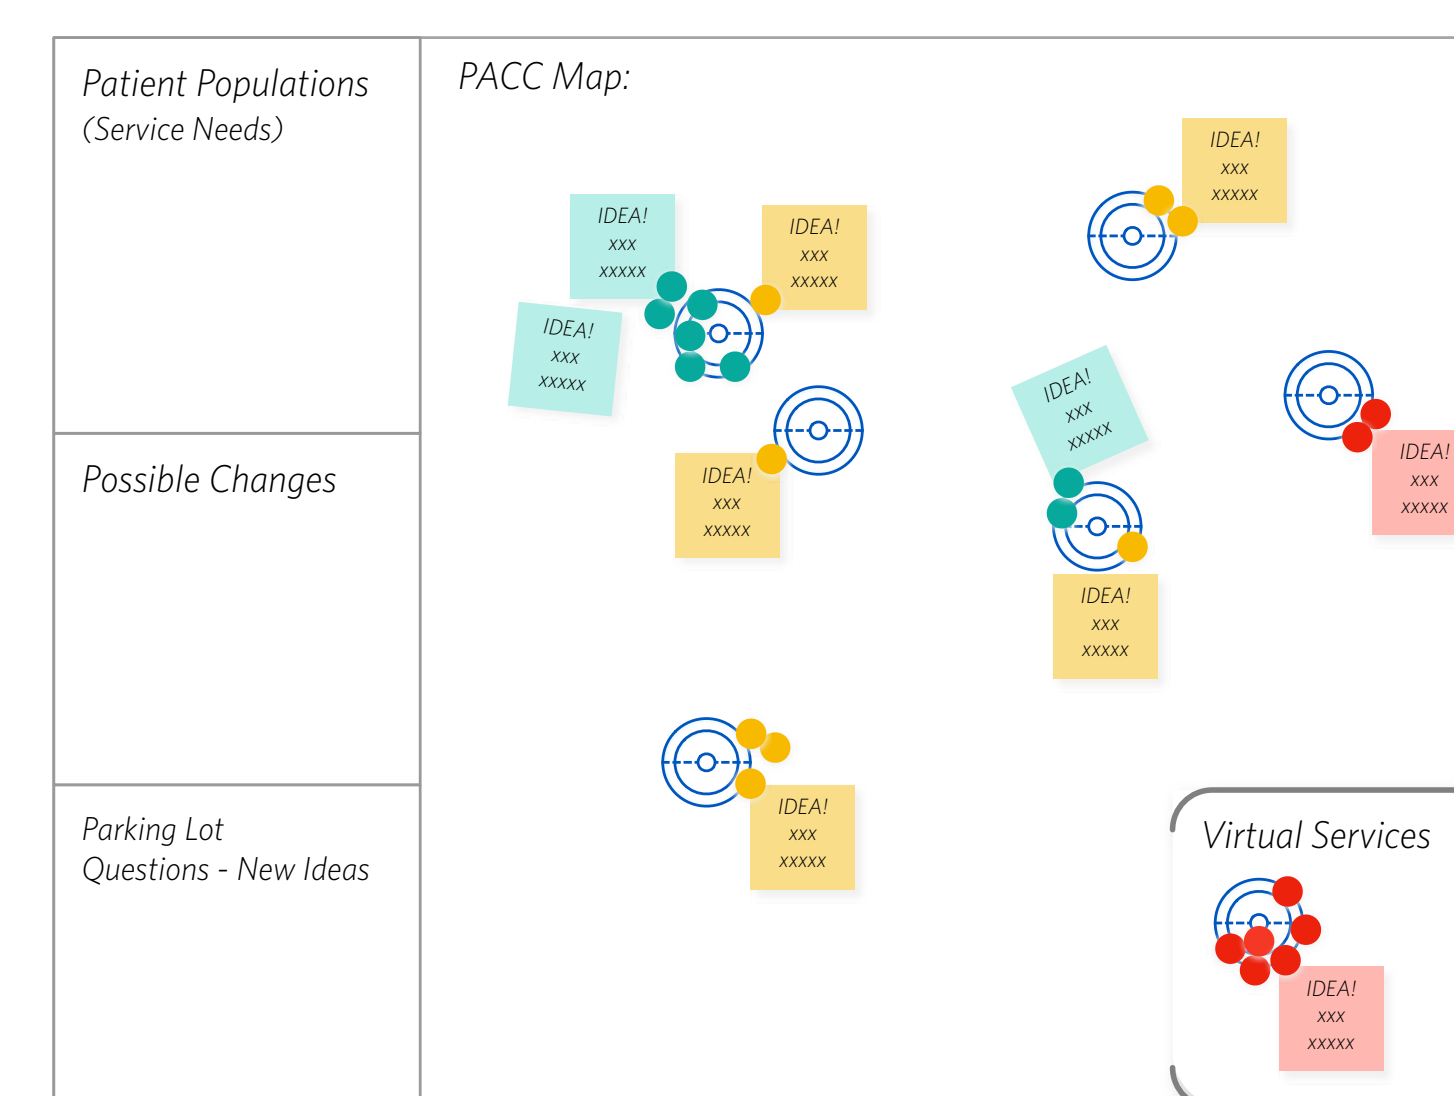 Patient Populations
(Service Needs)
Possible Changes
Parking Lot
Questions - New Ideas
PACC Map:
IDEA!
xxx
xxxxx
IDEA!
xxx
xxxxx
IDEA!
xxx
xxxxx
IDEA!
xxx
xxxxx
IDEA!
xxx
xxxxx
IDEA!
xxx
xxxxx
IDEA!
xxx
xxxxx
IDEA!
xxx
xxxxx
IDEA!
xxx
xxxxx
Virtual Services
IDEA!
xxx
xxxxx